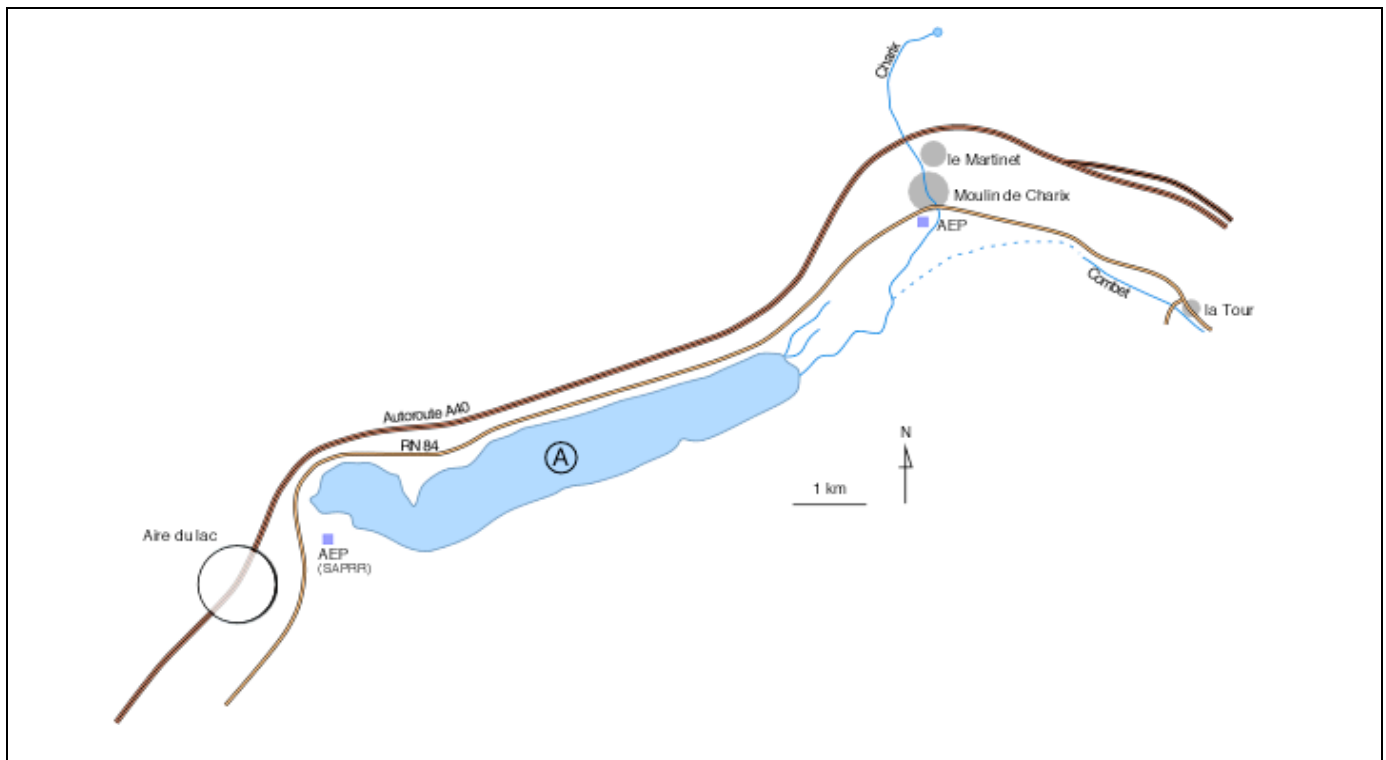 Charix
le Martinet
Moulin de Charix
AEP
Combet
la Tour
Autoroute A40
RN 84
A
N
1 km
Aire du lac
AEP
(SAPRR)